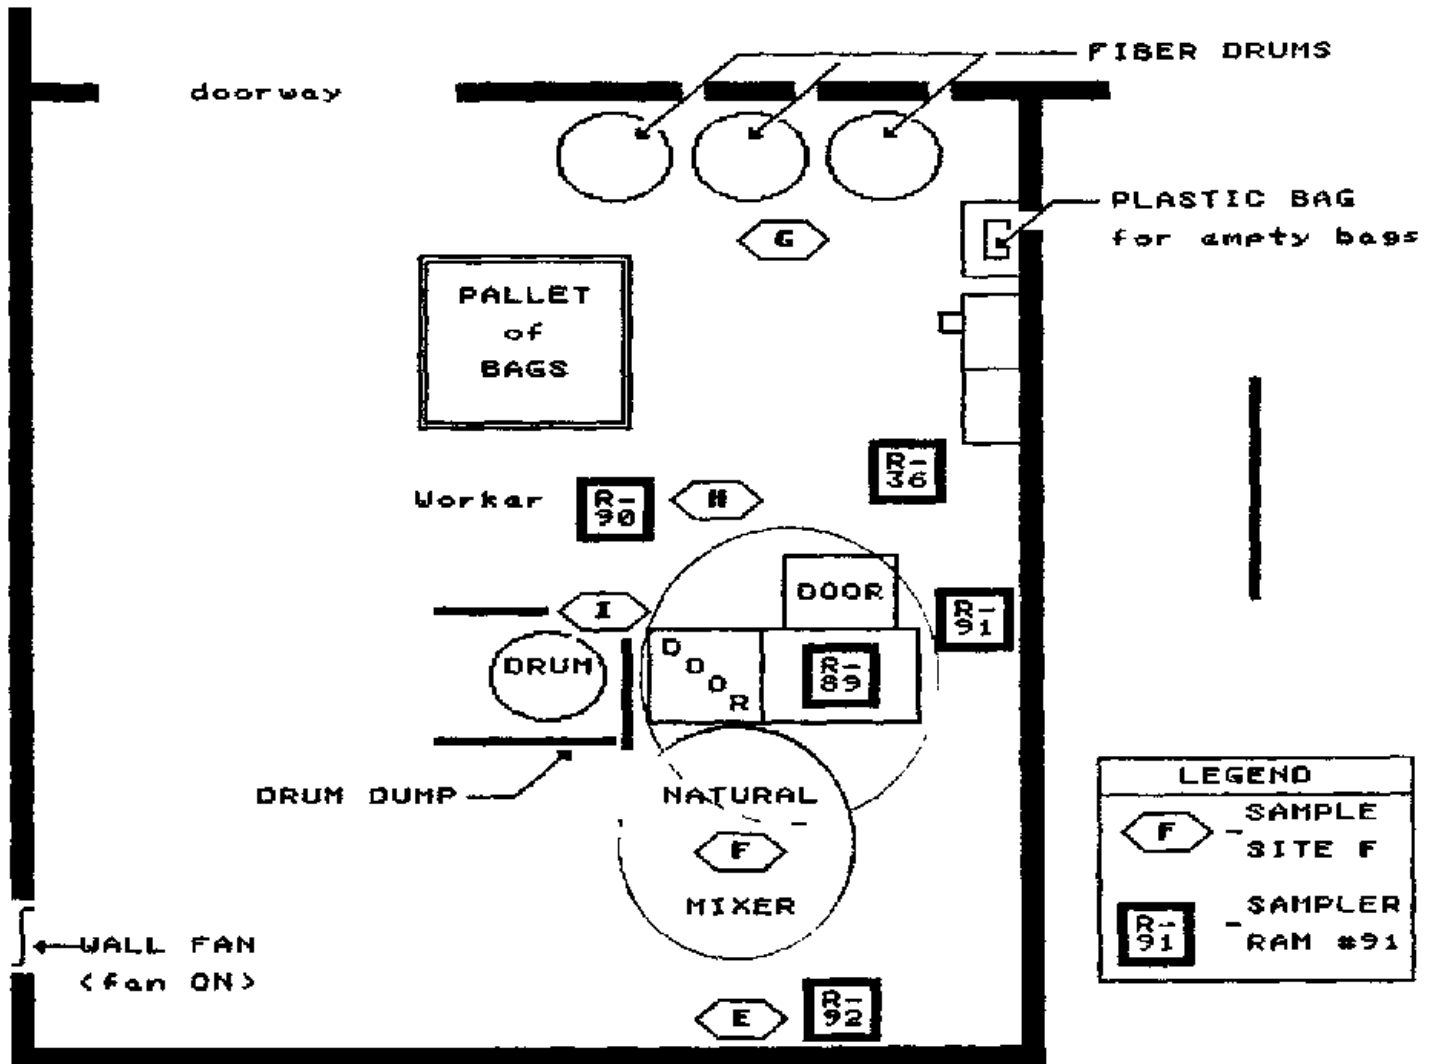 FIBER DRUMS
doorway
PLASTIC BAG
for empty bags
G
PALLET
of
BAGS
R-
36
Worker
R-
90
H
DOOR
I
R-
91
DRUM
DOOR
R-
89
DRUM DUMP
NATURAL
F
MIXER
LEGEND
F - SAMPLE
SITE F
R-
91
- SAMPLER
RAM #91
WALL FAN
<fan ON>
E
R-
92